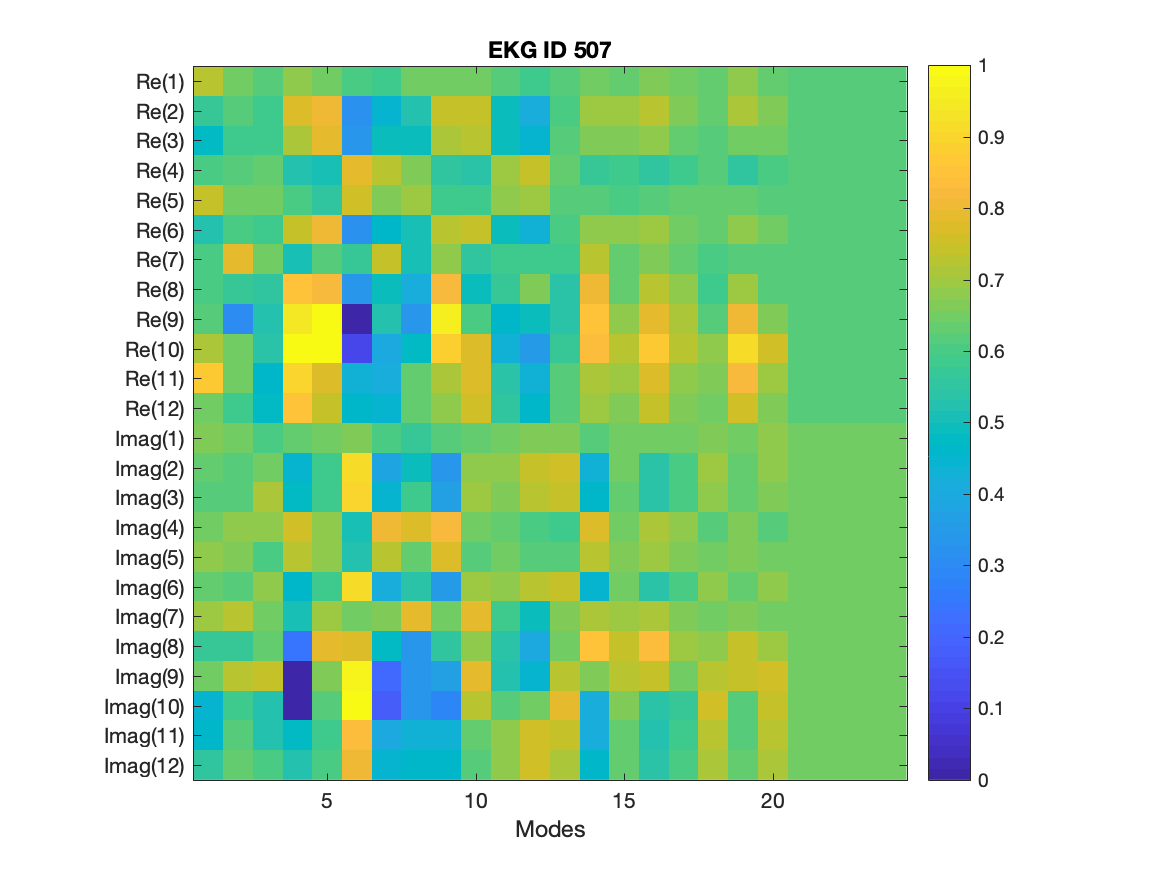 EKG ID 507
Re(1)
Re(2)
Re(3)
Re(4)
Re(5)
Re(6)
Re(7)
Re(8)
Re(9)
Re(10)
Re(11)
Re(12)
Imag(1)
Imag(2)
Imag(3)
Imag(4)
Imag(5)
Imag(6)
Imag(7)
Imag(8)
Imag(9)
Imag(10)
Imag(11)
Imag(12)
5 10 15 20
Modes
1
0.9
0.8
0.7
0.6
0.5
0.4
0.3
0.2
0.1
0